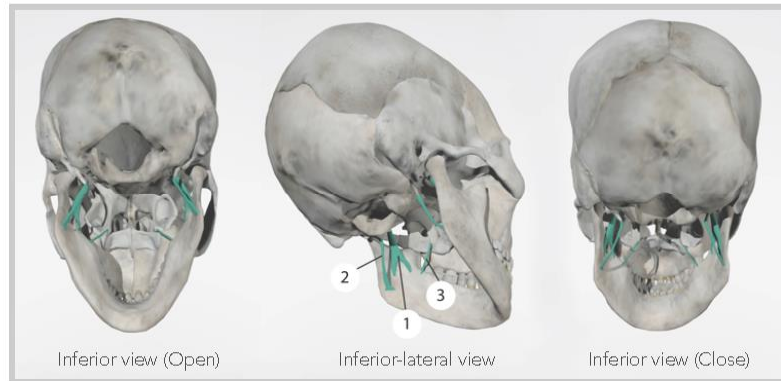 2
1
3
Inferior view (Open)
Inferior-lateral view
Inferior view (Close)